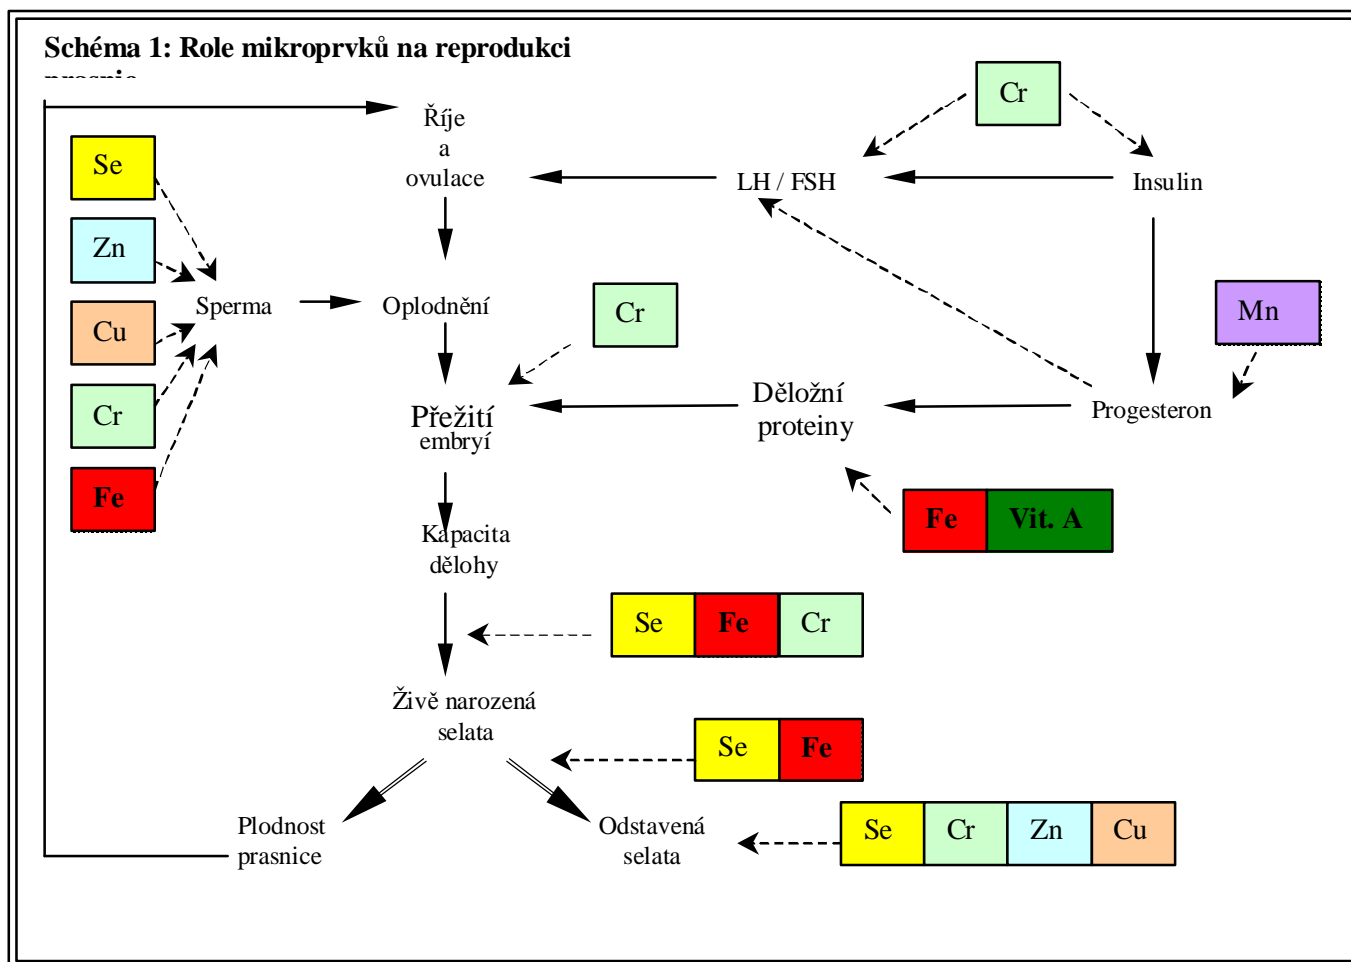 Schéma 1: Role mikroprvků na reprodukci
Cr
Říje
a
ovulace
LH / FSH
Insulin
Se
Zn
Cu
Cr
Fe
Sperma
Oplodnění
Cr
Mn
Přežití
embryí
Děložní
proteiny
Progesteron
Fe
Vit. A
Kapacita
dělohy
Se
Fe
Cr
Živě narozená
selata
Se
Fe
Plodnost
prasnice
Odstavená
selata
Se
Cr
Zn
Cu